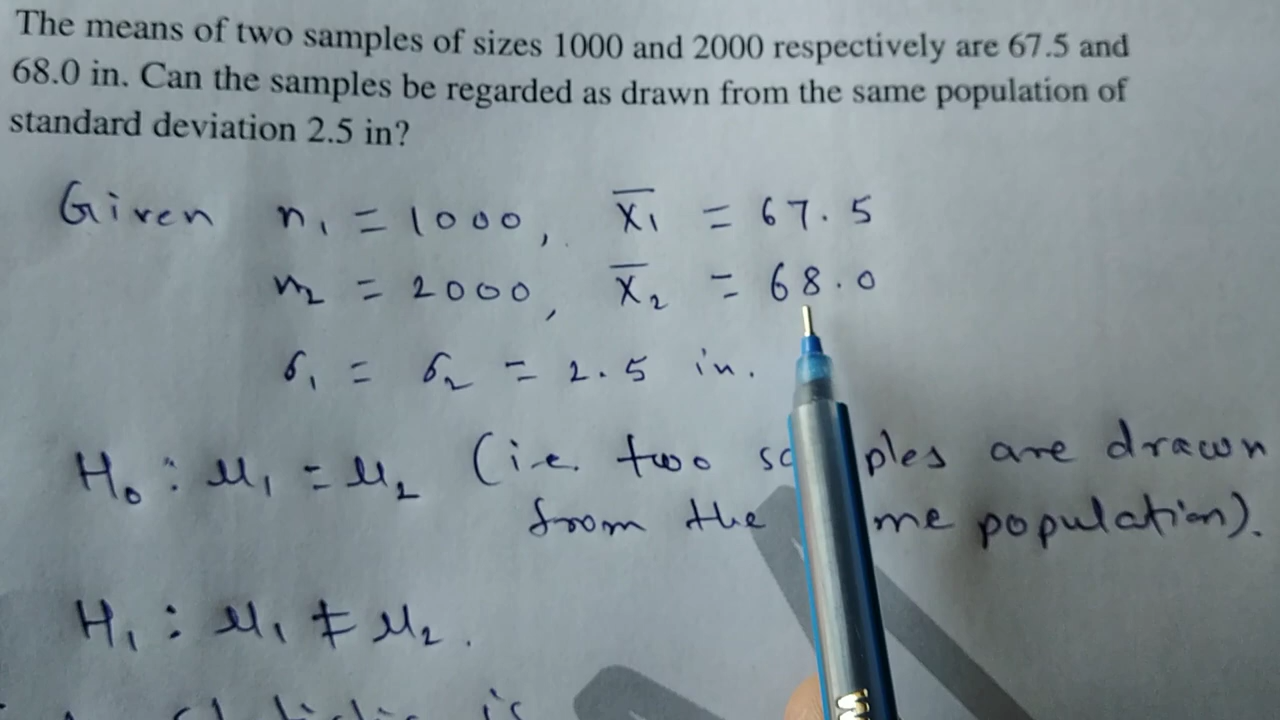 The means of two samples of sizes 1000 and 2000 respectively are 67.5 and
68.0 in. Can the samples be regarded as drawn from the same population of
standard deviation 2.5 in?
Given n₁ = 1000, x̄₁ = 67.5
n₂ = 2000, x̄₂ = 68.0
σ₁ = σ₂ = 2.5 in.
H₀ : μ₁ = μ₂ (i.e. two ples are drawn
from the me population).
H₁ : μ₁ ≠ μ₂.
is